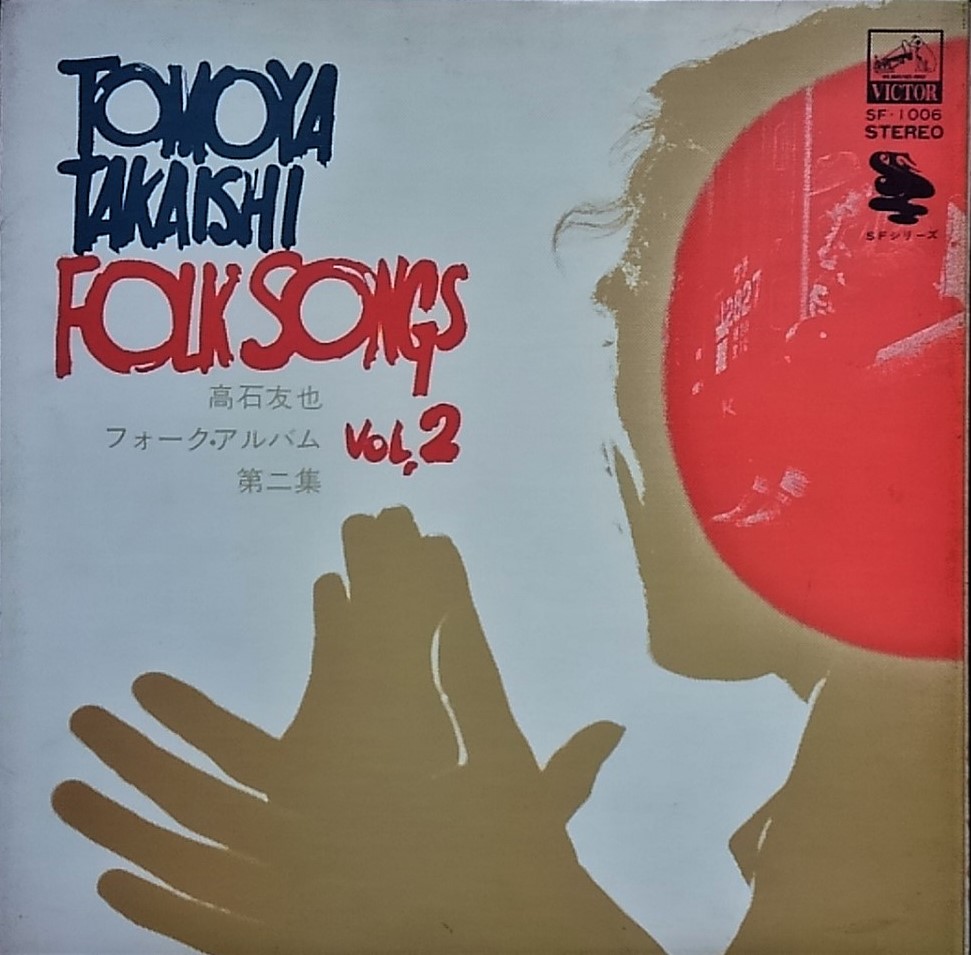 TOMOYA
TAKAISHI
FOLK SONGS
高石友也
フォーク・アルバム
第二集
VOL. 2
VICTOR
SF-1006
STEREO
SFシリーズ